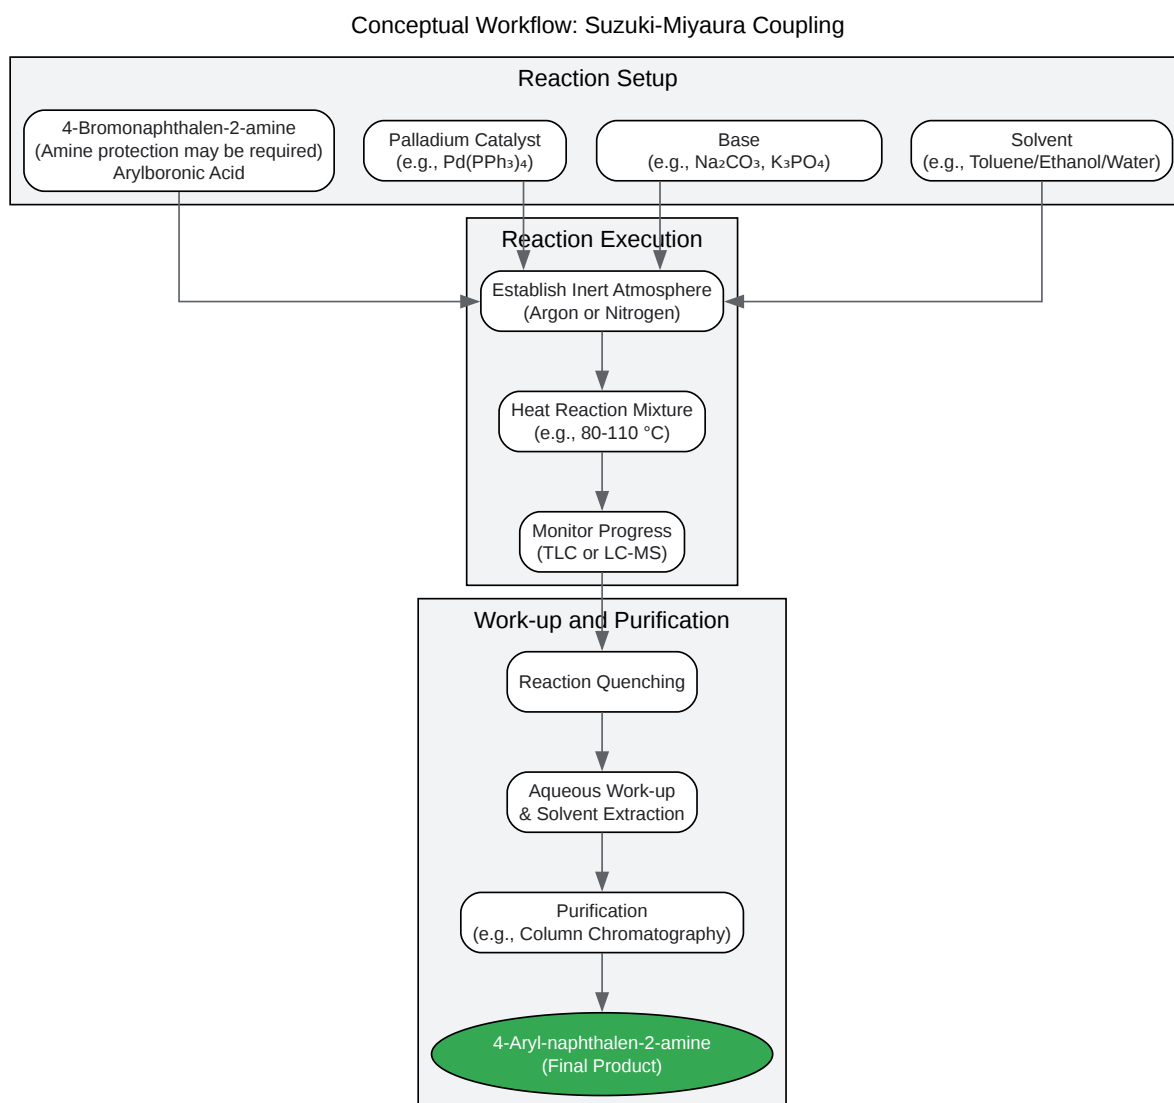 Conceptual Workflow: Suzuki-Miyaura Coupling
Reaction Setup
4-Bromonaphthalen-2-amine
(Amine protection may be required)
Arylboronic Acid
Palladium Catalyst
(e.g., Pd(PPh₃)₄)
Base
(e.g., Na₂CO₃, K₃PO₄)
Solvent
(e.g., Toluene/Ethanol/Water)
Reaction Execution
Establish Inert Atmosphere
(Argon or Nitrogen)
Heat Reaction Mixture
(e.g., 80-110 °C)
Monitor Progress
(TLC or LC-MS)
Work-up and Purification
Reaction Quenching
Aqueous Work-up
& Solvent Extraction
Purification
(e.g., Column Chromatography)
4-Aryl-naphthalen-2-amine
(Final Product)